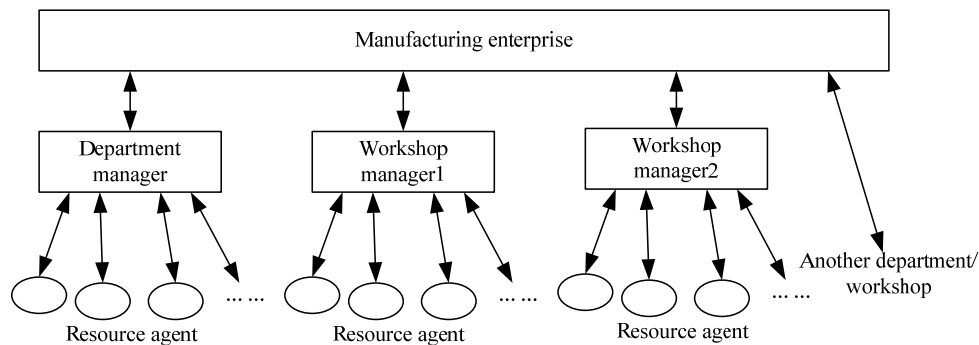 Manufacturing enterprise
Department
manager
Workshop
manager1
Workshop
manager2
Another department/
workshop
... ...
... ...
... ...
Resource agent
Resource agent
Resource agent